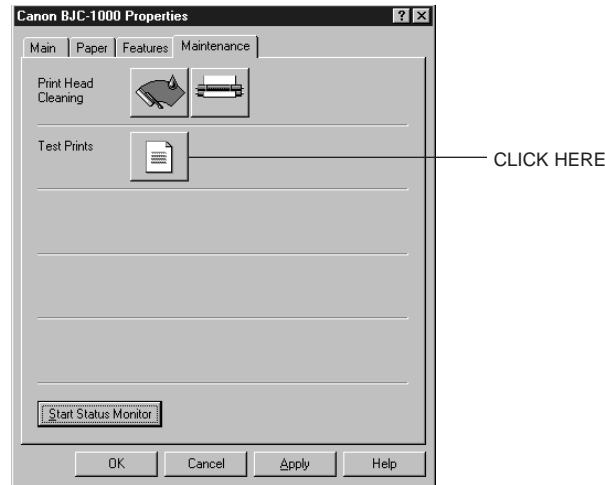 Canon BJC-1000 Properties
Main Paper Features Maintenance
Print Head
Cleaning
Test Prints
CLICK HERE
Start Status Monitor
OK Cancel Apply Help